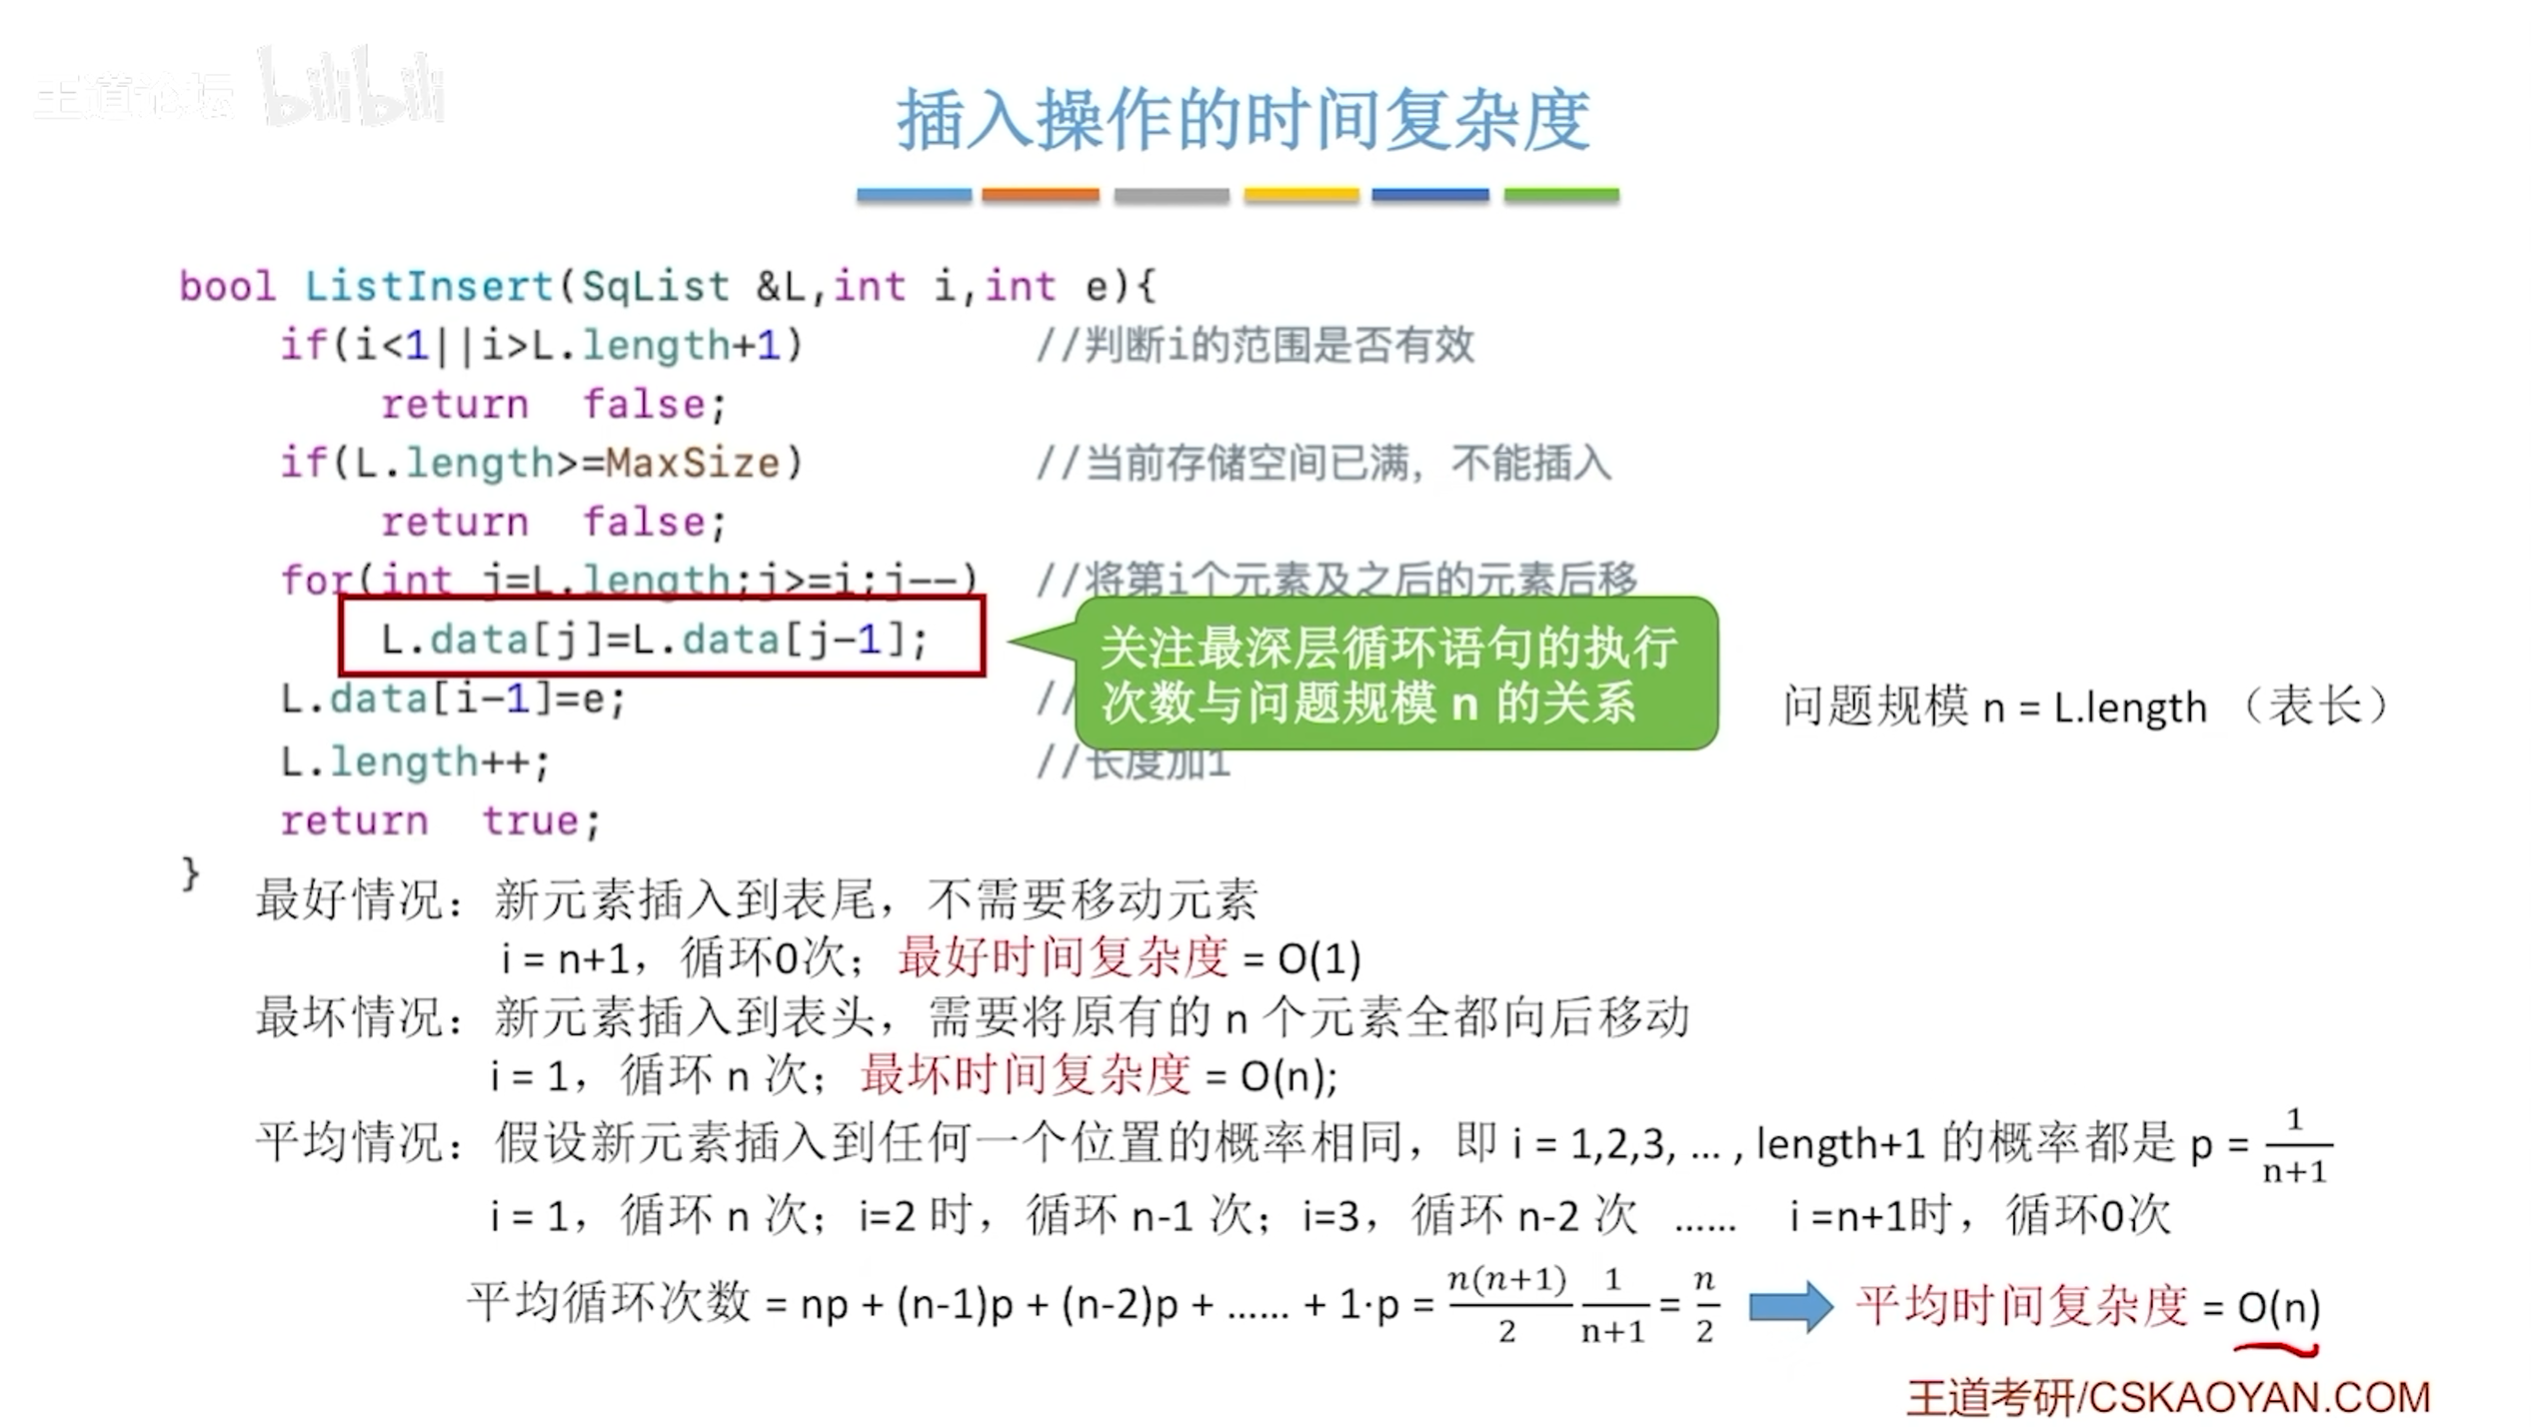 王道论坛 bilibili
插入操作的时间复杂度
bool ListInsert(SqList &L,int i,int e){
if(i<1||i>L.length+1) //判断i的范围是否有效
return false;
if(L.length>=MaxSize) //当前存储空间已满，不能插入
return false;
for(int j=L.length;j>=i;j--) //将第i个元素及之后的元素后移
L.data[j]=L.data[j-1];
关注最深层循环语句的执行
次数与问题规模 n 的关系
L.data[i-1]=e; //
问题规模 n = L.length （表长）
L.length++; //长度加1
return true;
}
最好情况：新元素插入到表尾，不需要移动元素
i = n+1，循环0次；最好时间复杂度 = O(1)
最坏情况：新元素插入到表头，需要将原有的 n 个元素全都向后移动
i = 1，循环 n 次；最坏时间复杂度 = O(n);
平均情况：假设新元素插入到任何一个位置的概率相同，即 i = 1,2,3, … , length+1 的概率都是 p = 1/(n+1)
i = 1，循环 n 次；i=2 时，循环 n-1 次；i=3，循环 n-2 次 …… i =n+1时，循环0次
平均循环次数 = np + (n-1)p + (n-2)p + …… + 1·p = n(n+1)/2 1/(n+1) = n/2 平均时间复杂度 = O(n)
王道考研/CSKAOYAN.COM